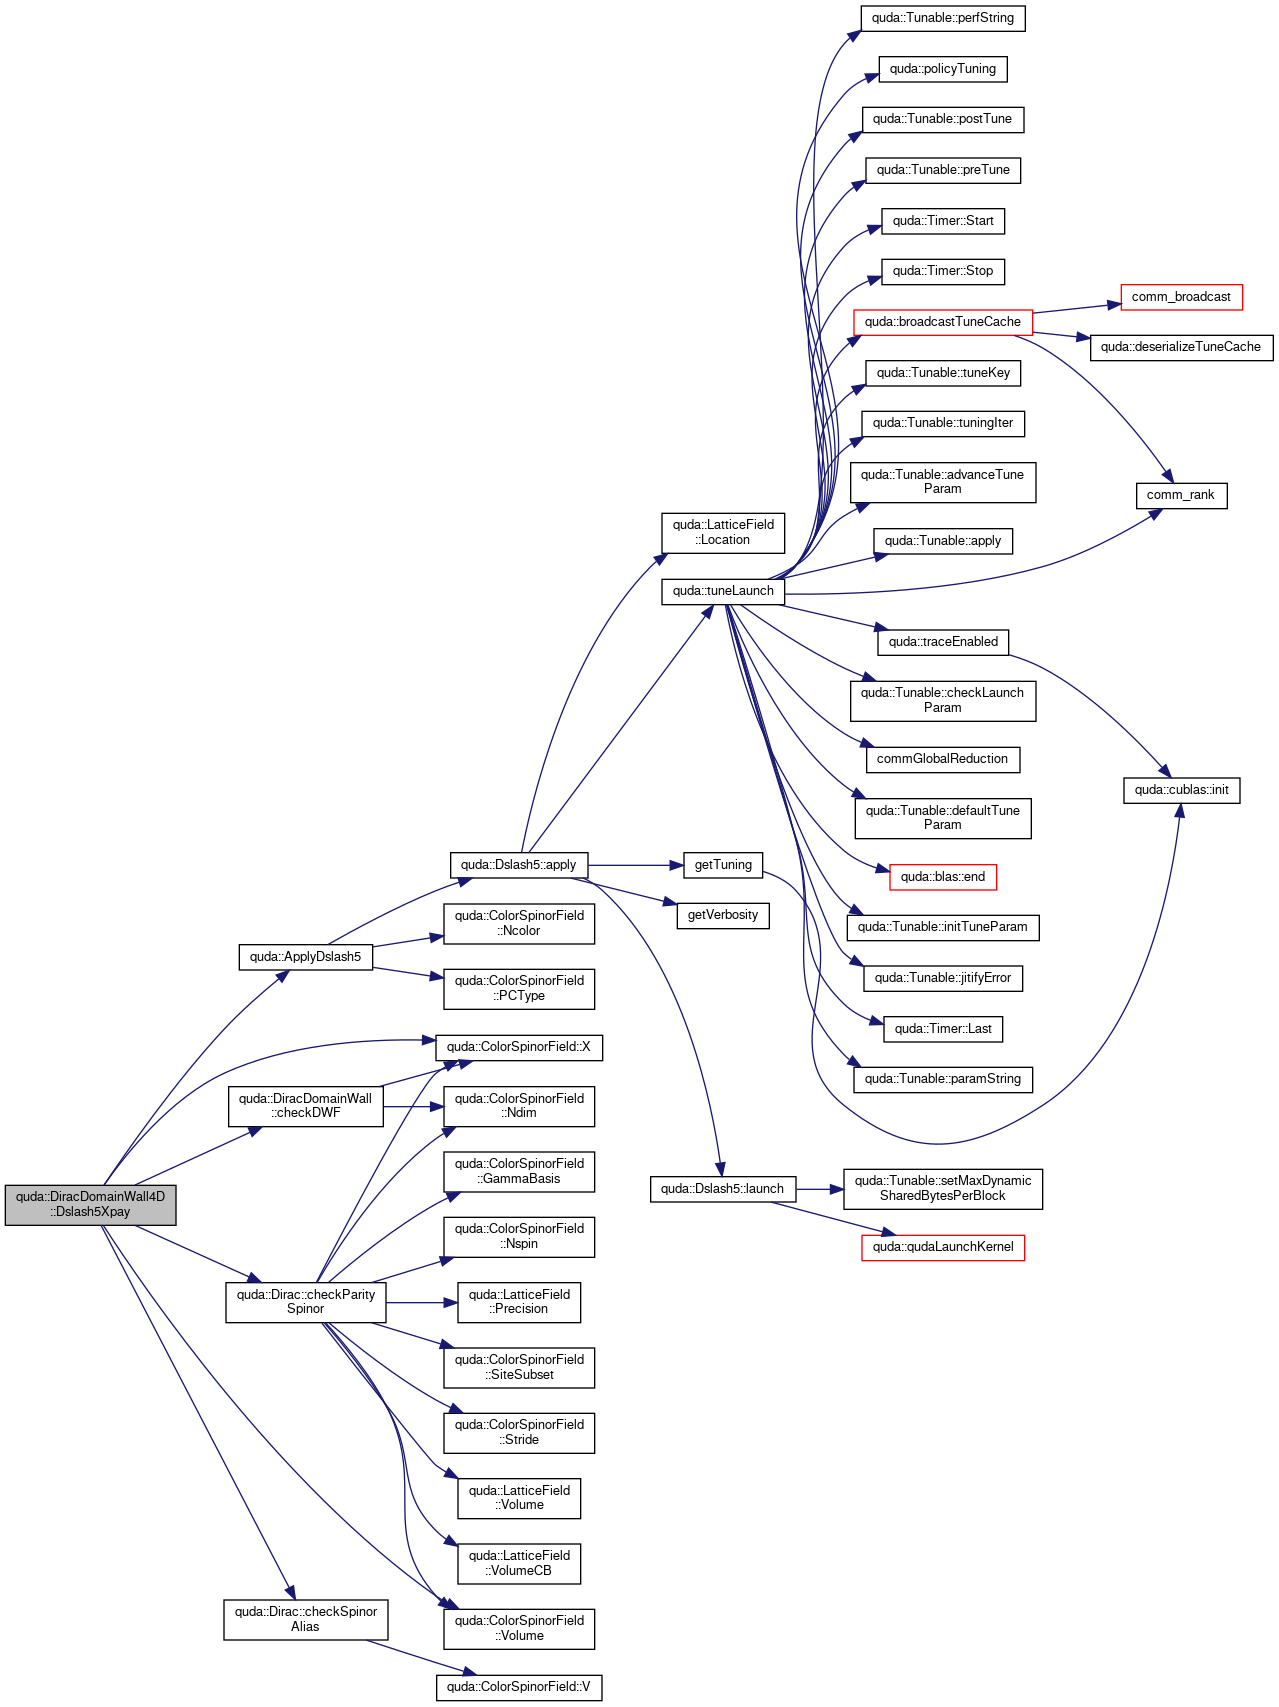 quda::Tunable::perfString
quda::policyTuning
quda::Tunable::postTune
quda::Tunable::preTune
quda::Timer::Start
quda::Timer::Stop
comm_broadcast
quda::broadcastTuneCache
quda::deserializeTuneCache
quda::Tunable::tuneKey
quda::Tunable::tuningIter
quda::Tunable::advanceTune
Param
comm_rank
quda::LatticeField
::Location
quda::Tunable::apply
quda::tuneLaunch
quda::traceEnabled
quda::Tunable::checkLaunch
Param
commGlobalReduction
quda::cublas::init
quda::Tunable::defaultTune
Param
quda::Dslash5::apply
getTuning
quda::blas::end
getVerbosity
quda::Tunable::initTuneParam
quda::ColorSpinorField
::Ncolor
quda::ApplyDslash5
quda::Tunable::jitifyError
quda::ColorSpinorField
::PCType
quda::Timer::Last
quda::ColorSpinorField::X
quda::Tunable::paramString
quda::DiracDomainWall
::checkDWF
quda::ColorSpinorField
::Ndim
quda::ColorSpinorField
::GammaBasis
quda::Dslash5::launch
quda::Tunable::setMaxDynamic
SharedBytesPerBlock
quda::DiracDomainWall4D
::Dslash5Xpay
quda::ColorSpinorField
::Nspin
quda::qudaLaunchKernel
quda::Dirac::checkParity
Spinor
quda::LatticeField
::Precision
quda::ColorSpinorField
::SiteSubset
quda::ColorSpinorField
::Stride
quda::LatticeField
::Volume
quda::LatticeField
::VolumeCB
quda::Dirac::checkSpinor
Alias
quda::ColorSpinorField
::Volume
quda::ColorSpinorField::V